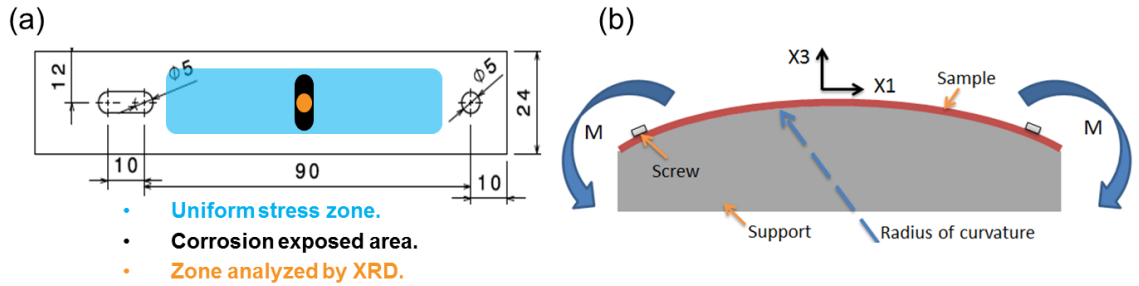 (a)
12
Φ5
Φ5
24
10
90
10
• Uniform stress zone.
• Corrosion exposed area.
• Zone analyzed by XRD.
(b)
X3
X1
Sample
M
M
Screw
Support
Radius of curvature